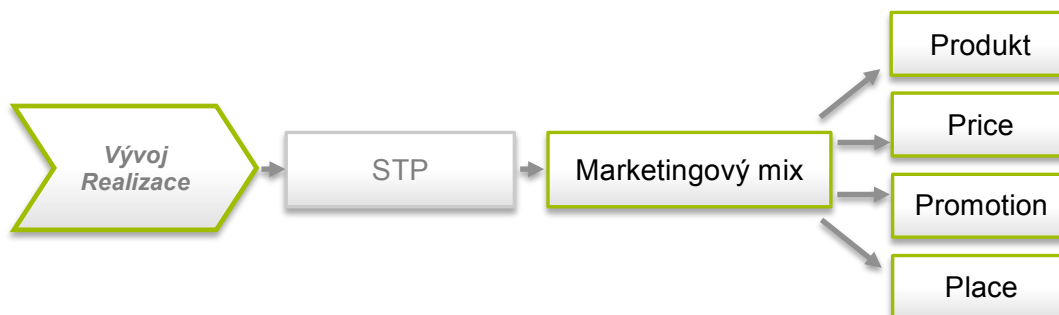 Vývoj
Realizace
STP
Marketingový mix
Produkt
Price
Promotion
Place